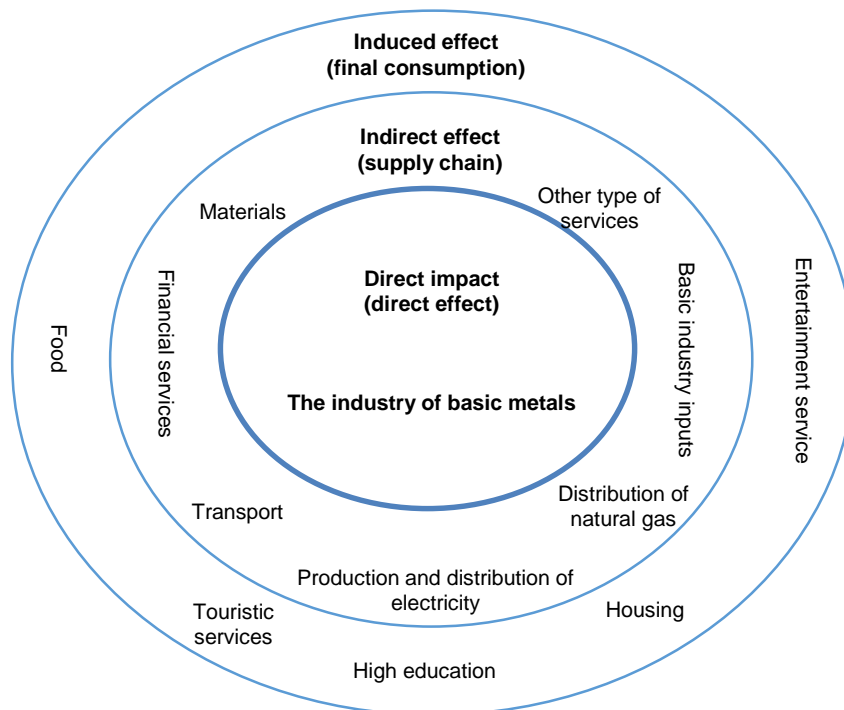 Induced effect
(final consumption)
Indirect effect
(supply chain)
Materials
Other type of
services
Direct impact
(direct effect)
Financial services
Basic industry inputs
Food
Entertainment service
The industry of basic metals
Transport
Distribution of
natural gas
Production and distribution of
electricity
Touristic
services
Housing
High education